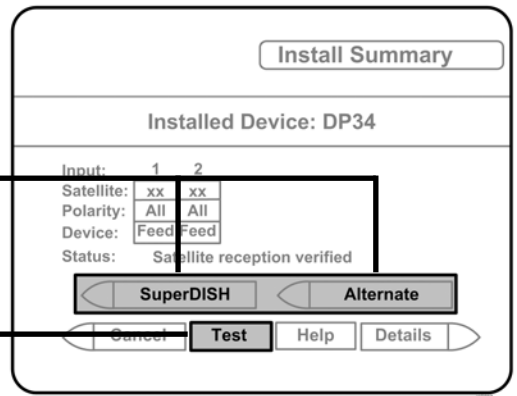 Install Summary
Installed Device: DP34
Input: 1 2
Satellite: xx xx
Polarity: All All
Device: Feed Feed
Status: Satellite reception verified
SuperDISH Alternate
Cancel Test Help Details